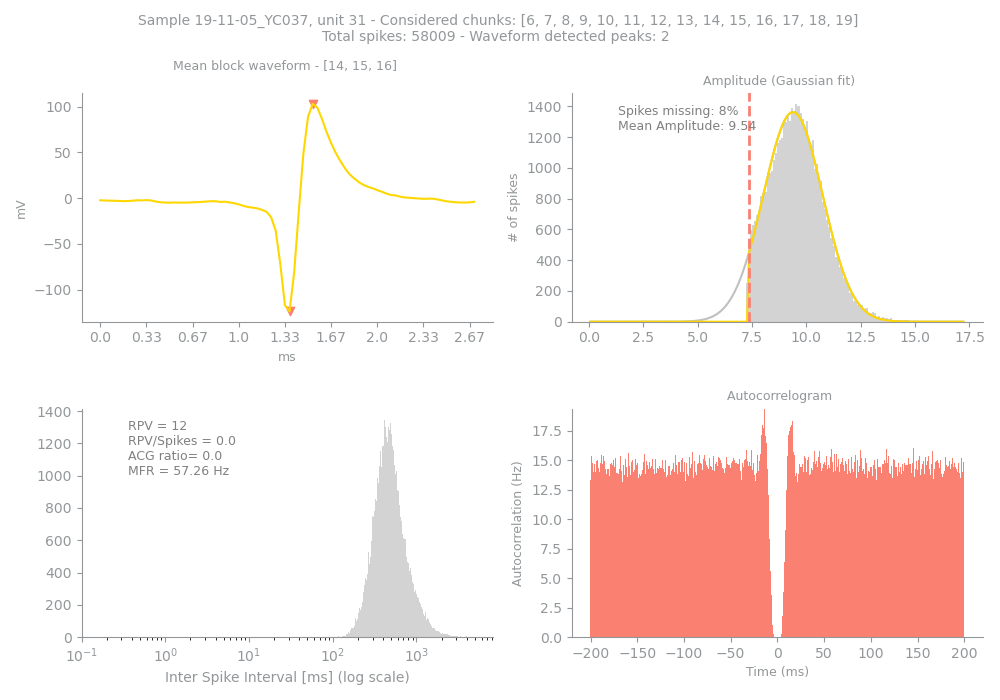 Sample 19-11-05_YC037, unit 31 - Considered chunks: [6, 7, 8, 9, 10, 11, 12, 13, 14, 15, 16, 17, 18, 19]
Total spikes: 58009 - Waveform detected peaks: 2
Mean block waveform - [14, 15, 16]
100
50
0
−50
−100
mV
0.0 0.33 0.67 1.0 1.33 1.67 2.0 2.33 2.67
ms
Amplitude (Gaussian fit)
Spikes missing: 8%
Mean Amplitude: 9.54
1400
1200
1000
800
600
400
200
0
# of spikes
0.0 2.5 5.0 7.5 10.0 12.5 15.0 17.5
RPV = 12
RPV/Spikes = 0.0
ACG ratio= 0.0
MFR = 57.26 Hz
1400
1200
1000
800
600
400
200
0
10⁻¹ 10⁰ 10¹ 10² 10³
Inter Spike Interval [ms] (log scale)
Autocorrelogram
17.5
15.0
12.5
10.0
7.5
5.0
2.5
0.0
Autocorrelation (Hz)
−200 −150 −100 −50 0 50 100 150 200
Time (ms)